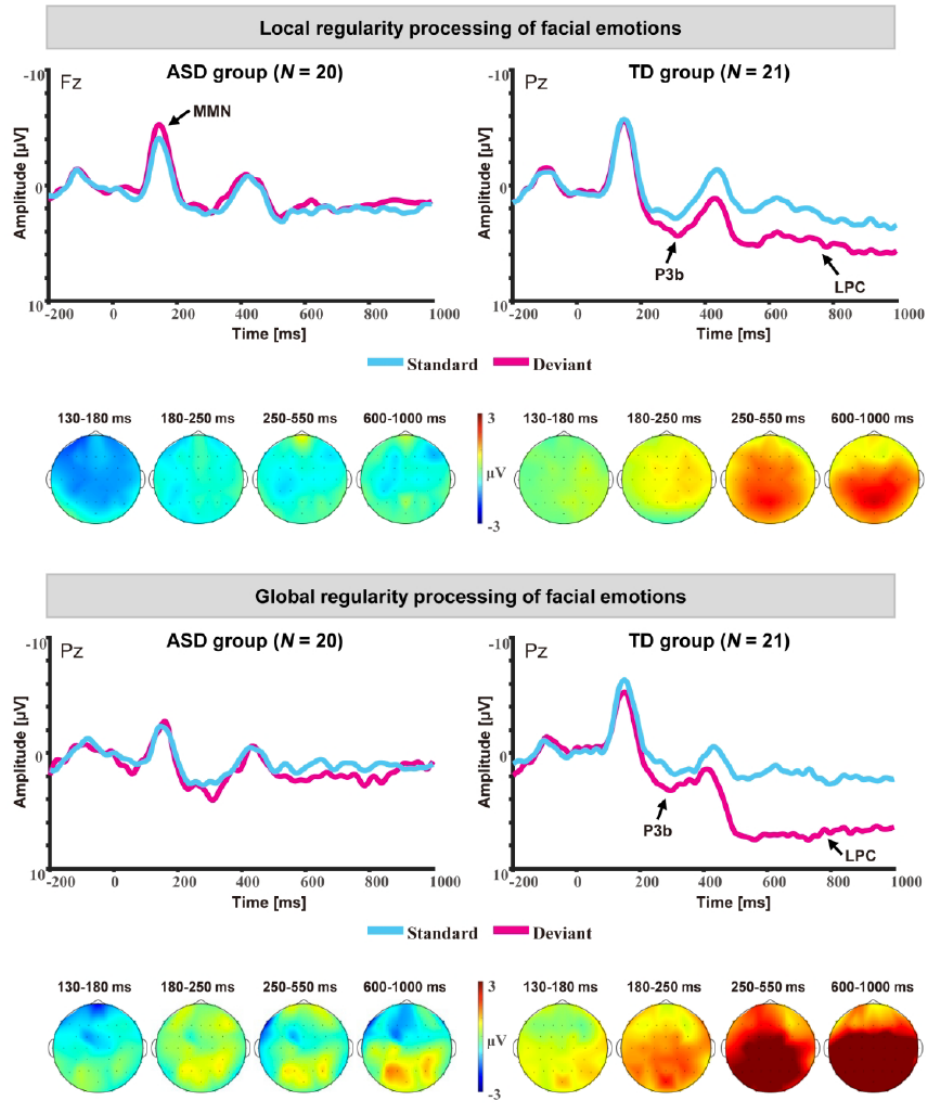 Local regularity processing of facial emotions
ASD group (N = 20)
TD group (N = 21)
-10
Fz
MMN
Amplitude [μV]
0
10
-200 0 200 400 600 800 1000
Time [ms]
-10
Pz
Amplitude [μV]
0
P3b
LPC
10
-200 0 200 400 600 800 1000
Time [ms]
Standard Deviant
130-180 ms 180-250 ms 250-550 ms 600-1000 ms
3
μV
-3
130-180 ms 180-250 ms 250-550 ms 600-1000 ms
Global regularity processing of facial emotions
ASD group (N = 20)
TD group (N = 21)
-10
Pz
Amplitude [μV]
0
10
-200 0 200 400 600 800 1000
Time [ms]
-10
Pz
Amplitude [μV]
0
P3b
LPC
10
-200 0 200 400 600 800 1000
Time [ms]
Standard Deviant
130-180 ms 180-250 ms 250-550 ms 600-1000 ms
3
μV
-3
130-180 ms 180-250 ms 250-550 ms 600-1000 ms